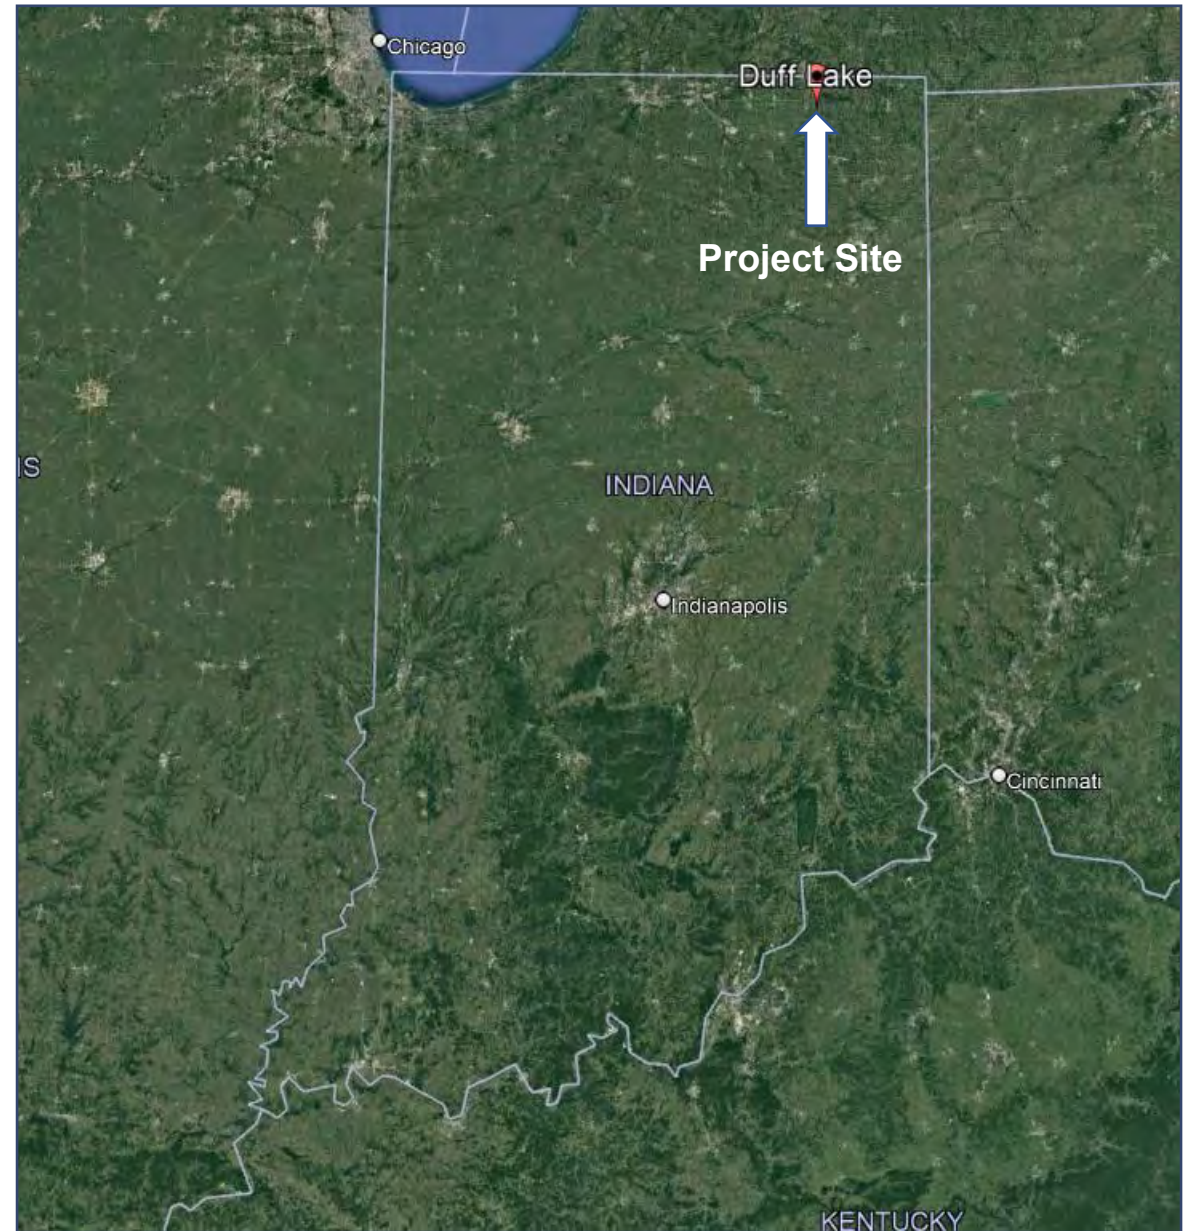 Chicago
Duff Lake
Project Site
IS
INDIANA
Indianapolis
Cincinnati
KENTUCKY